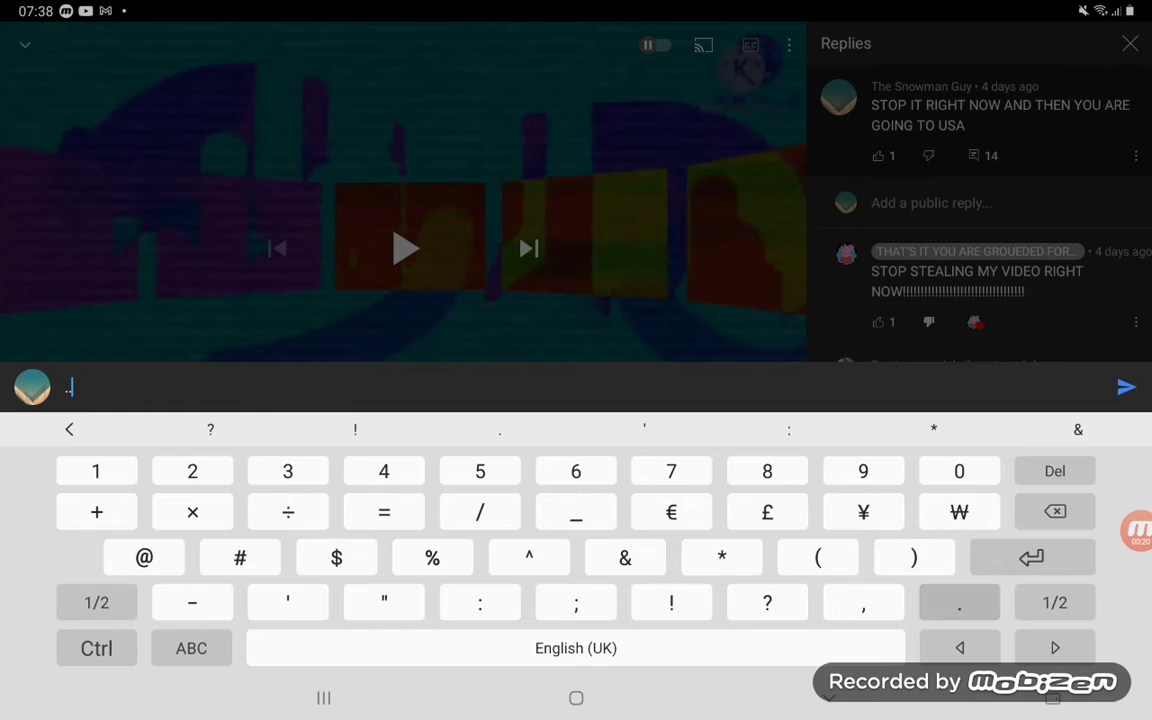 07:38
Replies
The Snowman Guy • 4 days ago
STOP IT RIGHT NOW AND THEN YOU ARE
GOING TO USA
1 14
Add a public reply...
THAT'S IT YOU ARE GROUEDED FOR... • 4 days ago
STOP STEALING MY VIDEO RIGHT
NOW!!!!!!!!!!!!!!!!!!!!!!!!!!!!!!!!!!
1
..
< ? ! . ' : * &
1 2 3 4 5 6 7 8 9 0 Del
+ × ÷ = / _ € £ ¥ ₩
@ # $ % ^ & * ( )
1/2 - ' " : ; ! ? , . 1/2
Ctrl ABC English (UK)
00:20
Recorded by mobizen